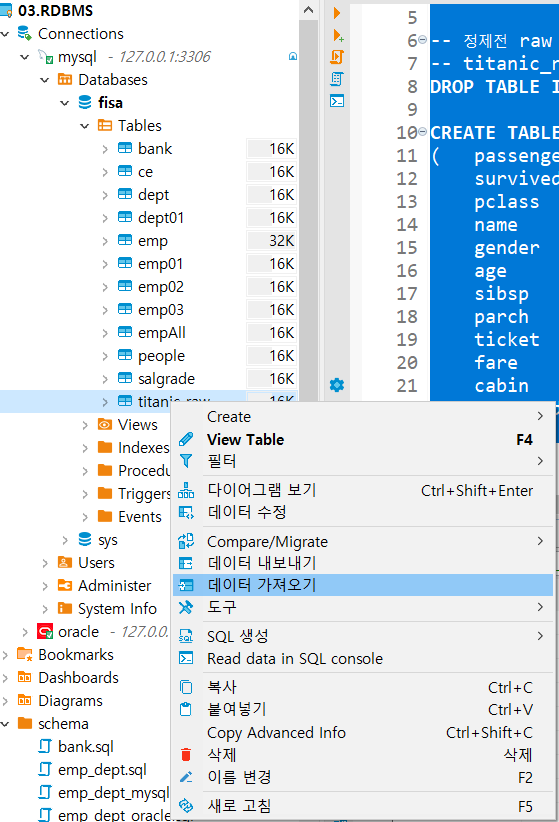 03.RDBMS
Connections
mysql - 127.0.0.1:3306
Databases
fisa
Tables
bank 16K
ce 16K
dept 16K
dept01 16K
emp 32K
emp01 16K
emp02 16K
emp03 16K
empAll 16K
people 16K
salgrade 16K
titanic_raw 16K
Views
Indexes
Procedu
Triggers
Events
sys
Users
Administer
System Info
oracle - 127.0.0.
Bookmarks
Dashboards
Diagrams
schema
bank.sql
emp_dept.sql
emp_dept_mysql
emp_dept_oracle.sql
5
6 -- 정제전 raw
7 -- titanic_r
8 DROP TABLE I
9
10 CREATE TABLE
11 ( passenge
12 survived
13 pclass
14 name
15 gender
16 age
17 sibsp
18 parch
19 ticket
20 fare
21 cabin
Create
View Table F4
필터
다이어그램 보기 Ctrl+Shift+Enter
데이터 수정
Compare/Migrate
데이터 내보내기
데이터 가져오기
도구
SQL 생성
Read data in SQL console
복사 Ctrl+C
붙여넣기 Ctrl+V
Copy Advanced Info Ctrl+Shift+C
삭제 삭제
이름 변경 F2
새로 고침 F5